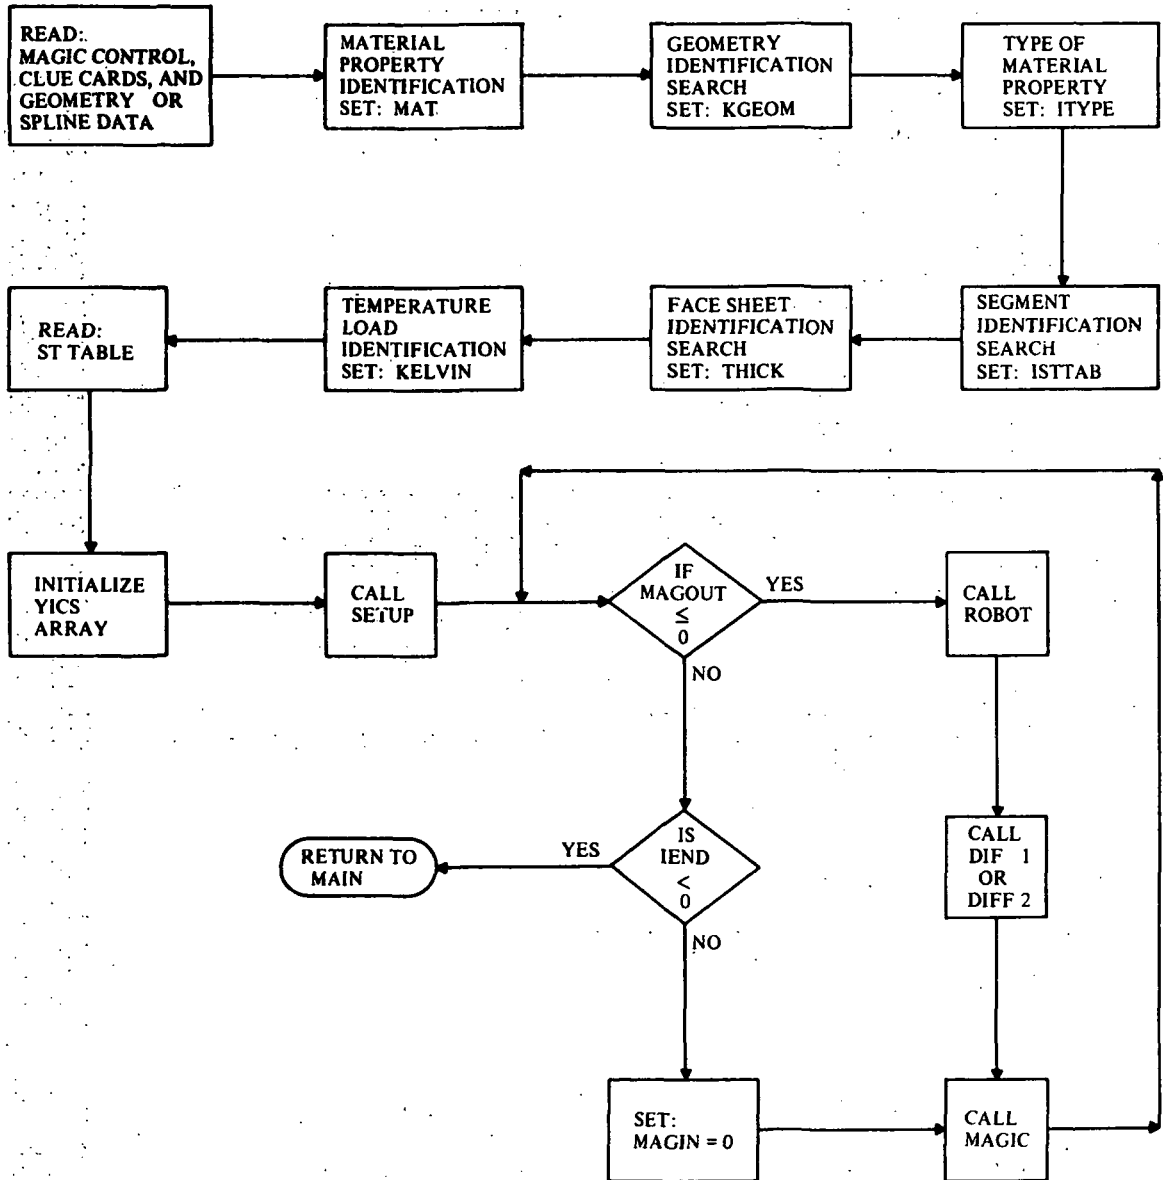 READ:
MAGIC CONTROL,
CLUE CARDS, AND
GEOMETRY OR
SPLINE DATA
MATERIAL
PROPERTY
IDENTIFICATION
SET: MAT
GEOMETRY
IDENTIFICATION
SEARCH
SET: KGEOM
TYPE OF
MATERIAL
PROPERTY
SET: ITYPE
SEGMENT
IDENTIFICATION
SEARCH
SET: ISTTAB
FACE SHEET
IDENTIFICATION
SEARCH
SET: THICK
TEMPERATURE
LOAD
IDENTIFICATION
SET: KELVIN
READ:
ST TABLE
INITIALIZE
YICS
ARRAY
CALL
SETUP
IF
MAGOUT
≤
0
YES
NO
CALL
ROBOT
CALL
DIF 1
OR
DIFF 2
IS
IEND
<
0
YES
NO
RETURN TO
MAIN
SET:
MAGIN = 0
CALL
MAGIC